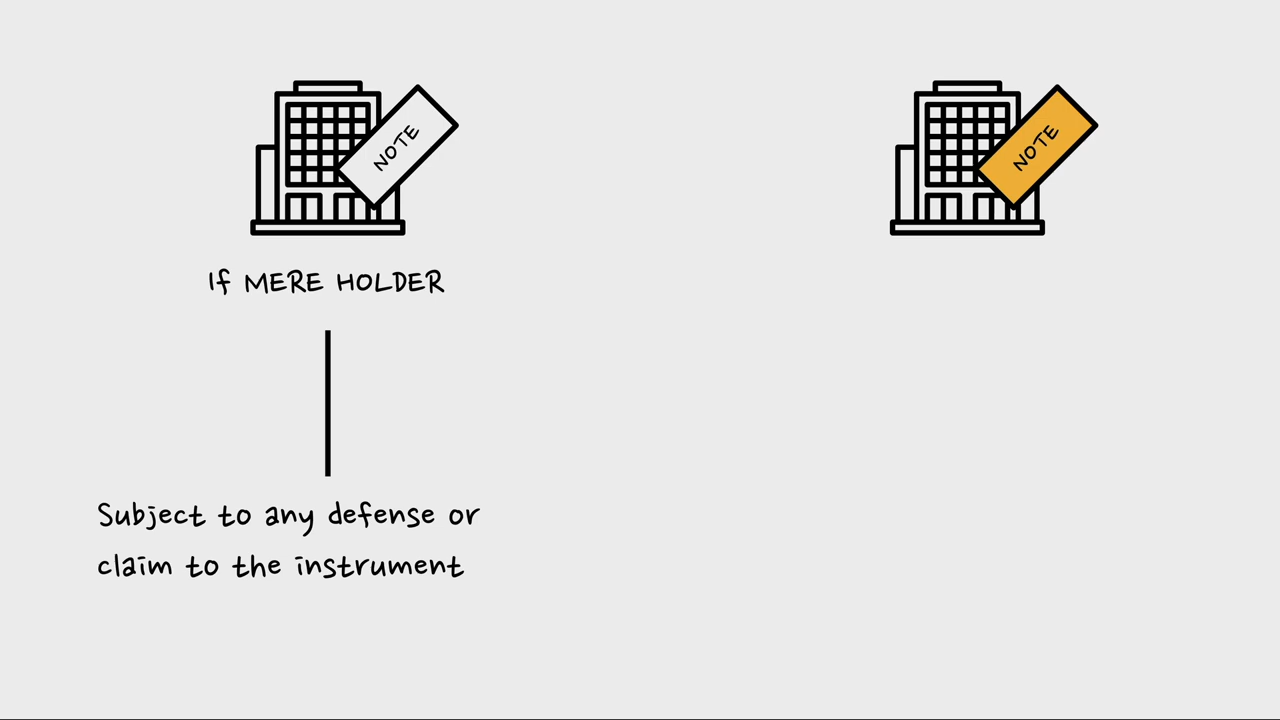 NOTE
NOTE
If MERE HOLDER
Subject to any defense or
claim to the instrument